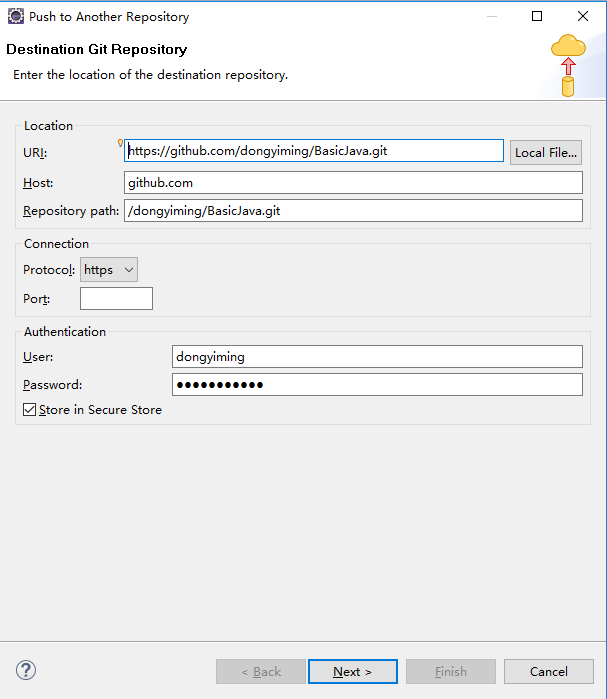 Push to Another Repository
Destination Git Repository
Enter the location of the destination repository.
Location
URI: https://github.com/dongyiming/BasicJava.git Local File...
Host: github.com
Repository path: /dongyiming/BasicJava.git
Connection
Protocol: https
Port:
Authentication
User: dongyiming
Password: ●●●●●●●●●●●
Store in Secure Store
? < Back Next > Finish Cancel